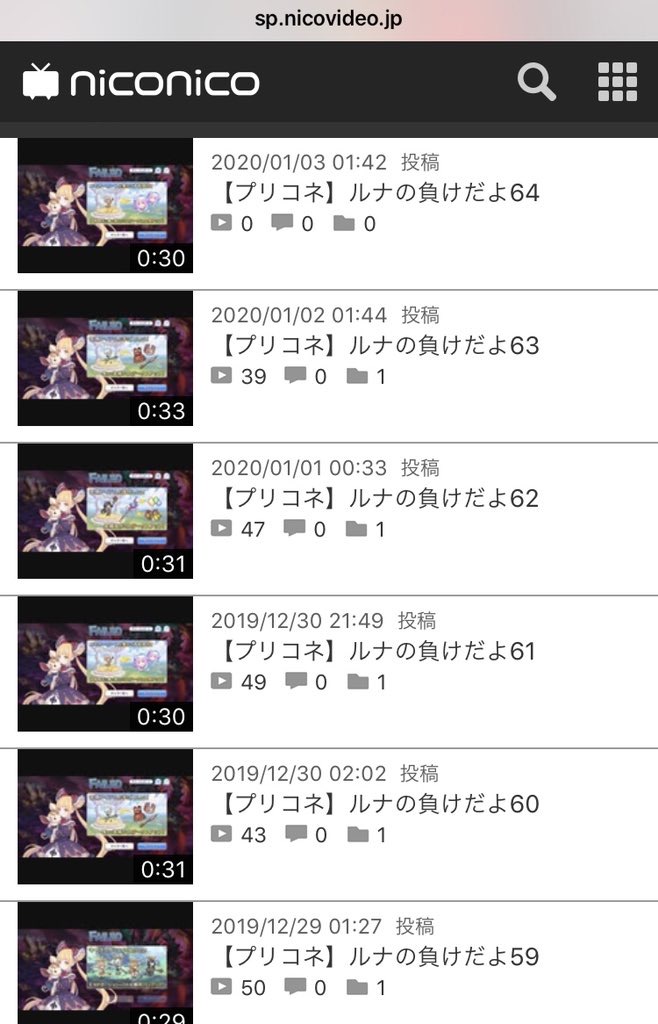 sp.nicovideo.jp
niconico
2020/01/03 01:42 投稿
【プリコネ】ルナの負けだよ64
0 0 0
0:30
2020/01/02 01:44 投稿
【プリコネ】ルナの負けだよ63
39 0 1
0:33
2020/01/01 00:33 投稿
【プリコネ】ルナの負けだよ62
47 0 1
0:31
2019/12/30 21:49 投稿
【プリコネ】ルナの負けだよ61
49 0 1
0:30
2019/12/30 02:02 投稿
【プリコネ】ルナの負けだよ60
43 0 1
0:31
2019/12/29 01:27 投稿
【プリコネ】ルナの負けだよ59
50 0 1
0:29